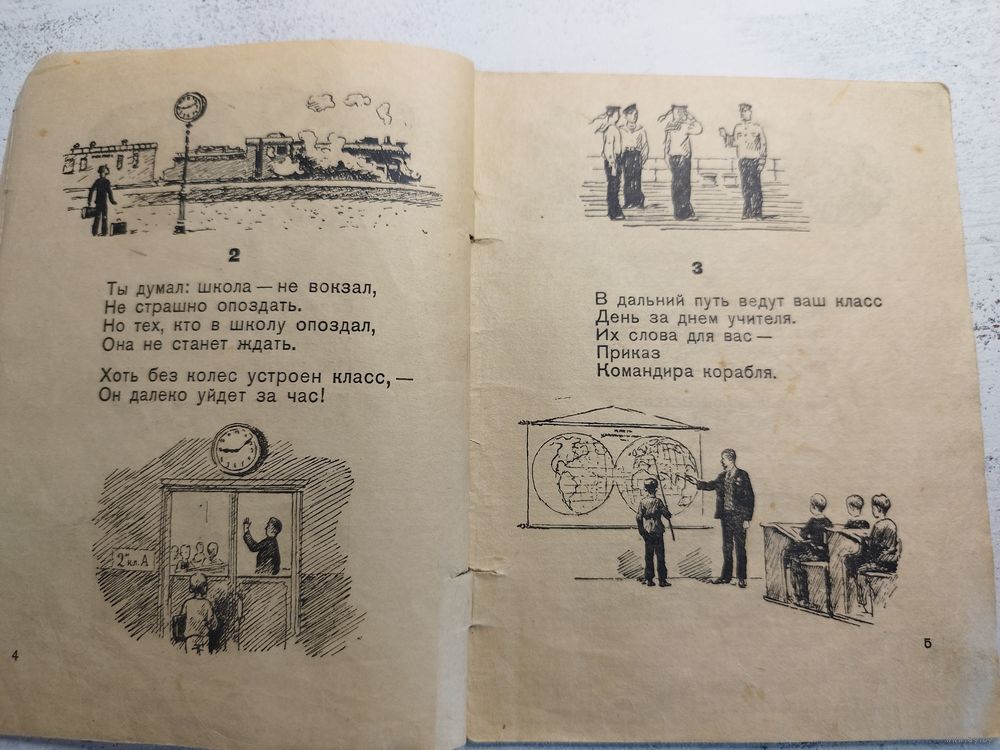 2
Ты думал: школа — не вокзал,
Не страшно опоздать.
Но тех, кто в школу опоздал,
Она не станет ждать.
Хоть без колес устроен класс, —
Он далеко уйдет за час!
2й кл. А
4
3
В дальний путь ведут ваш класс
День за днем учителя.
Их слова для вас —
Приказ
Командира корабля.
5